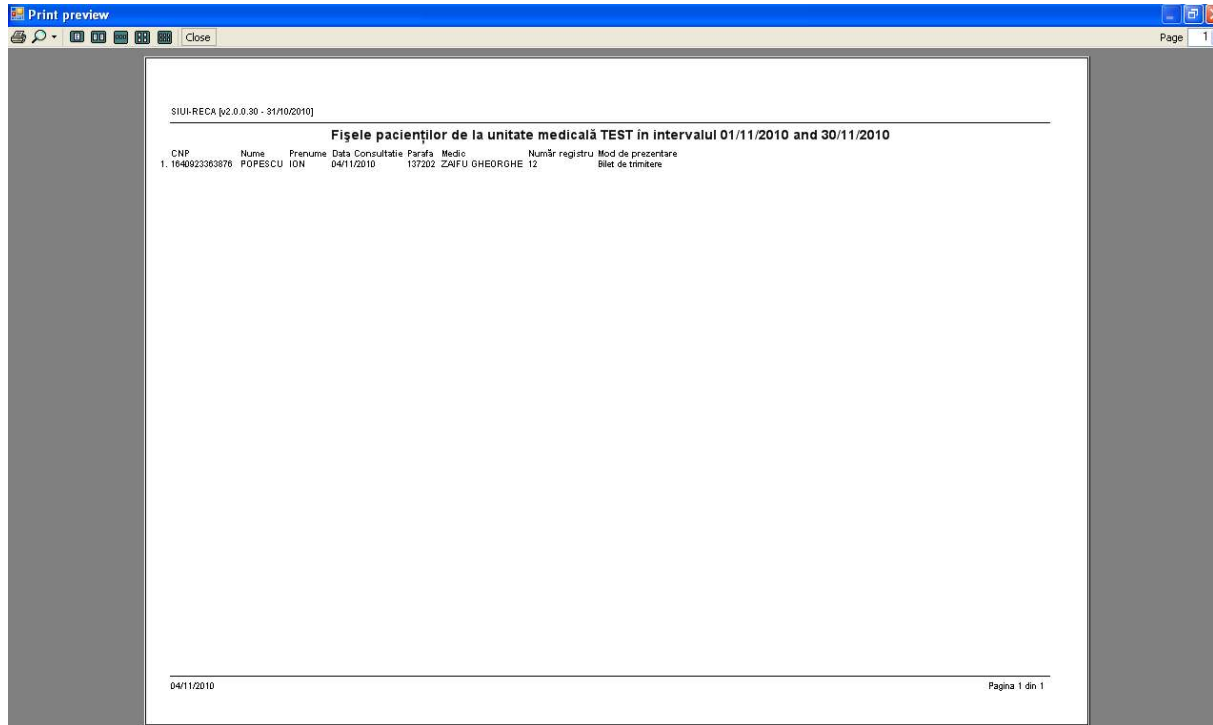 Print preview
Close Page 1
SIUI-RECA [v2.0.0.30 - 31/10/2010]
Fişele pacienţilor de la unitate medicală TEST în intervalul 01/11/2010 and 30/11/2010
CNP Nume Prenume Data Consultatie Parafa Medic Număr registru Mod de prezentare
1. 1640923363876 POPESCU ION 04/11/2010 137202 ZAIFU GHEORGHE 12 Bilet de trimitere
04/11/2010 Pagina 1 din 1